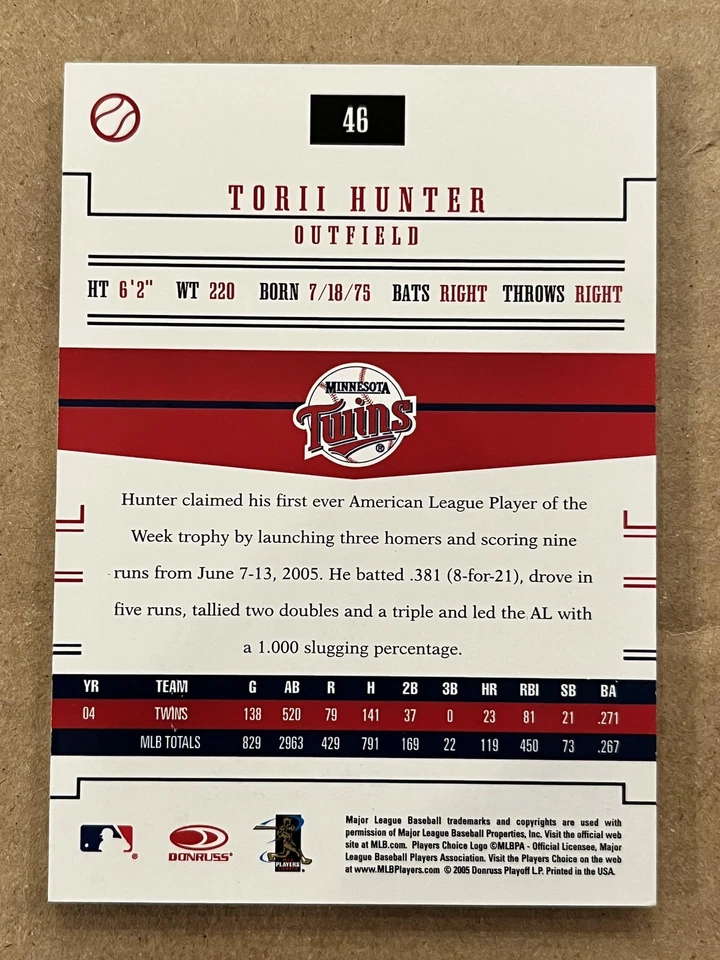 46
TORII HUNTER
OUTFIELD
HT 6'2" WT 220 BORN 7/18/75 BATS RIGHT THROWS RIGHT
MINNESOTA
Twins
®
Hunter claimed his first ever American League Player of the
Week trophy by launching three homers and scoring nine
runs from June 7-13, 2005. He batted .381 (8-for-21), drove in
five runs, tallied two doubles and a triple and led the AL with
a 1.000 slugging percentage.
YR TEAM G AB R H 2B 3B HR RBI SB BA
04 TWINS 138 520 79 141 37 0 23 81 21 .271
MLB TOTALS 829 2963 429 791 169 22 119 450 73 .267
Major League Baseball trademarks and copyrights are used with
permission of Major League Baseball Properties, Inc. Visit the official web
site at MLB.com. Players Choice Logo ©MLBPA - Official Licensee, Major
League Baseball Players Association. Visit the Players Choice on the web
at www.MLBPlayers.com © 2005 Donruss Playoff L.P. Printed in the USA.
®
DONRUSS
PLAYERS